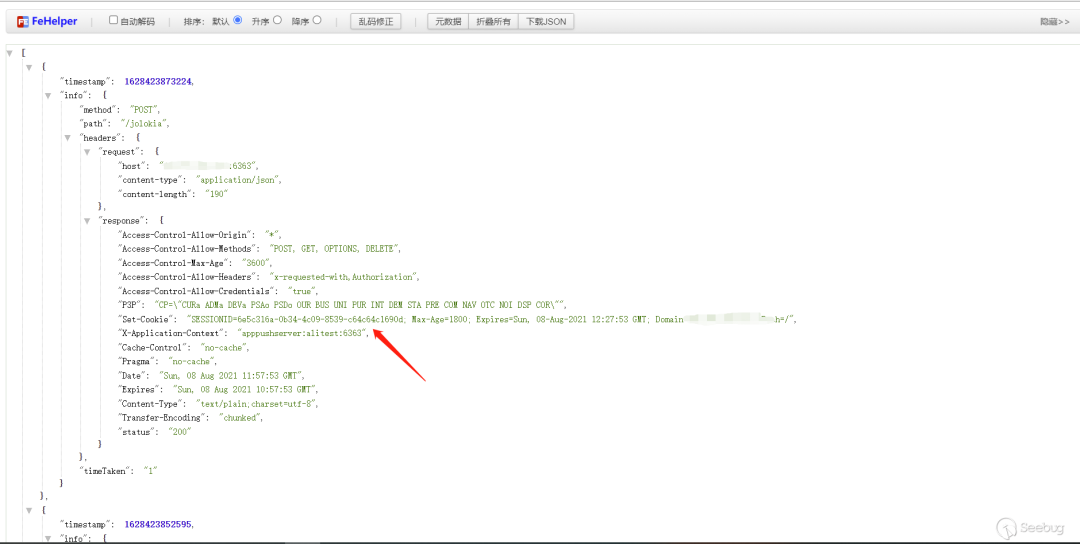 FeHelper 自动解码 排序: 默认 升序 降序 乱码修正 元数据 折叠所有 下载JSON 隐藏>>
[
{
"timestamp": 1628423873224,
"info": {
"method": "POST",
"path": "/jolokia",
"headers": {
"request": {
"host": " :6363",
"content-type": "application/json",
"content-length": "190"
},
"response": {
"Access-Control-Allow-Origin": "*",
"Access-Control-Allow-Methods": "POST, GET, OPTIONS, DELETE",
"Access-Control-Max-Age": "3600",
"Access-Control-Allow-Headers": "x-requested-with,Authorization",
"Access-Control-Allow-Credentials": "true",
"P3P": "CP=\"CURa ADMa DEVa PSAo PSDo OUR BUS UNI PUR INT DEM STA PRE COM NAV OTC NOI DSP COR\"",
"Set-Cookie": "SESSIONID=6e5c316a-0b34-4c09-8539-c64c64c1690d; Max-Age=1800; Expires=Sun, 08-Aug-2021 12:27:53 GMT; Domain h=/",
"X-Application-Context": "apppushserver:alitest:6363",
"Cache-Control": "no-cache",
"Pragma": "no-cache",
"Date": "Sun, 08 Aug 2021 11:57:53 GMT",
"Expires": "Sun, 08 Aug 2021 10:57:53 GMT",
"Content-Type": "text/plain;charset=utf-8",
"Transfer-Encoding": "chunked",
"status": "200"
}
},
"timeTaken": "1"
}
},
{
"timestamp": 1628423852595,
"info": {
Seebug